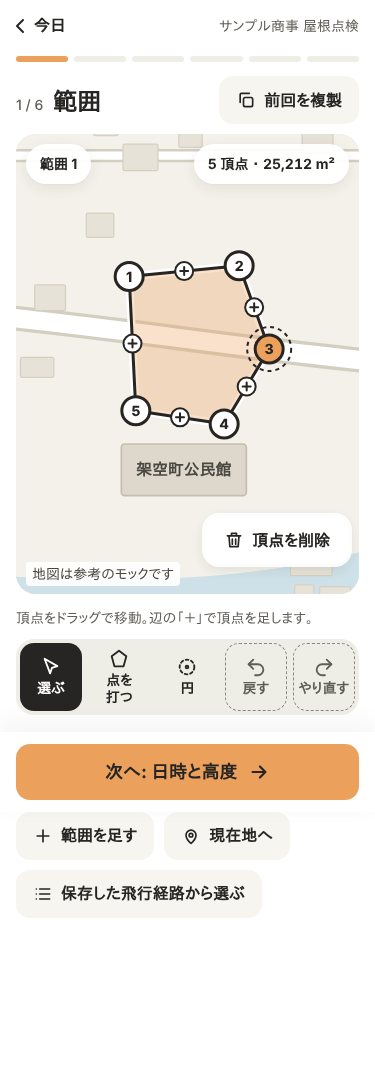 今日
サンプル商事 屋根点検
1 / 6 範囲
前回を複製
範囲 1
5 頂点・25,212 m²
1
2
3
5
4
架空町公民館
頂点を削除
地図は参考のモックです
頂点をドラッグで移動。辺の「＋」で頂点を足します。
選ぶ
点を
打つ
円
戻す
やり直す
次へ: 日時と高度 →
範囲を足す
現在地へ
保存した飛行経路から選ぶ